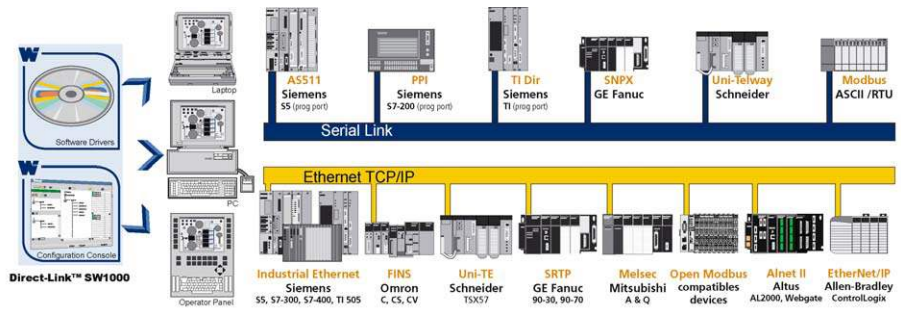 W
Software Drivers
W
Configuration Console
Direct-Link™ SW1000
Laptop
PC
Operator Panel
AS511
Siemens
S5 (prog port)
PPI
Siemens
S7-200 (prog port)
TI Dir
Siemens
TI (prog port)
SNPX
GE Fanuc
Uni-Telway
Schneider
Modbus
ASCII /RTU
Serial Link
Ethernet TCP/IP
Industrial Ethernet
Siemens
S5, S7-300, S7-400, TI 505
FINS
Omron
C, CS, CV
Uni-TE
Schneider
TSX57
SRTP
GE Fanuc
90-30, 90-70
Melsec
Mitsubishi
A & Q
Open Modbus
compatibles
devices
Alnet II
Altus
AL2000, Webgate
EtherNet/IP
Allen-Bradley
ControlLogix